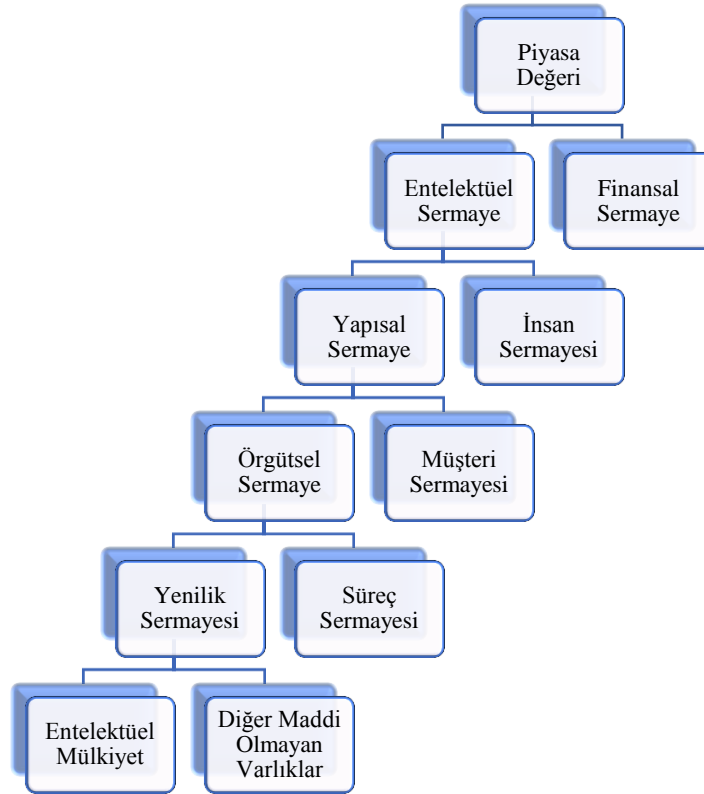 Piyasa
Değeri
Entelektüel
Sermaye
Finansal
Sermaye
Yapısal
Sermaye
İnsan
Sermayesi
Örgütsel
Sermaye
Müşteri
Sermayesi
Yenilik
Sermayesi
Süreç
Sermayesi
Entelektüel
Mülkiyet
Diğer Maddi
Olmayan
Varlıklar